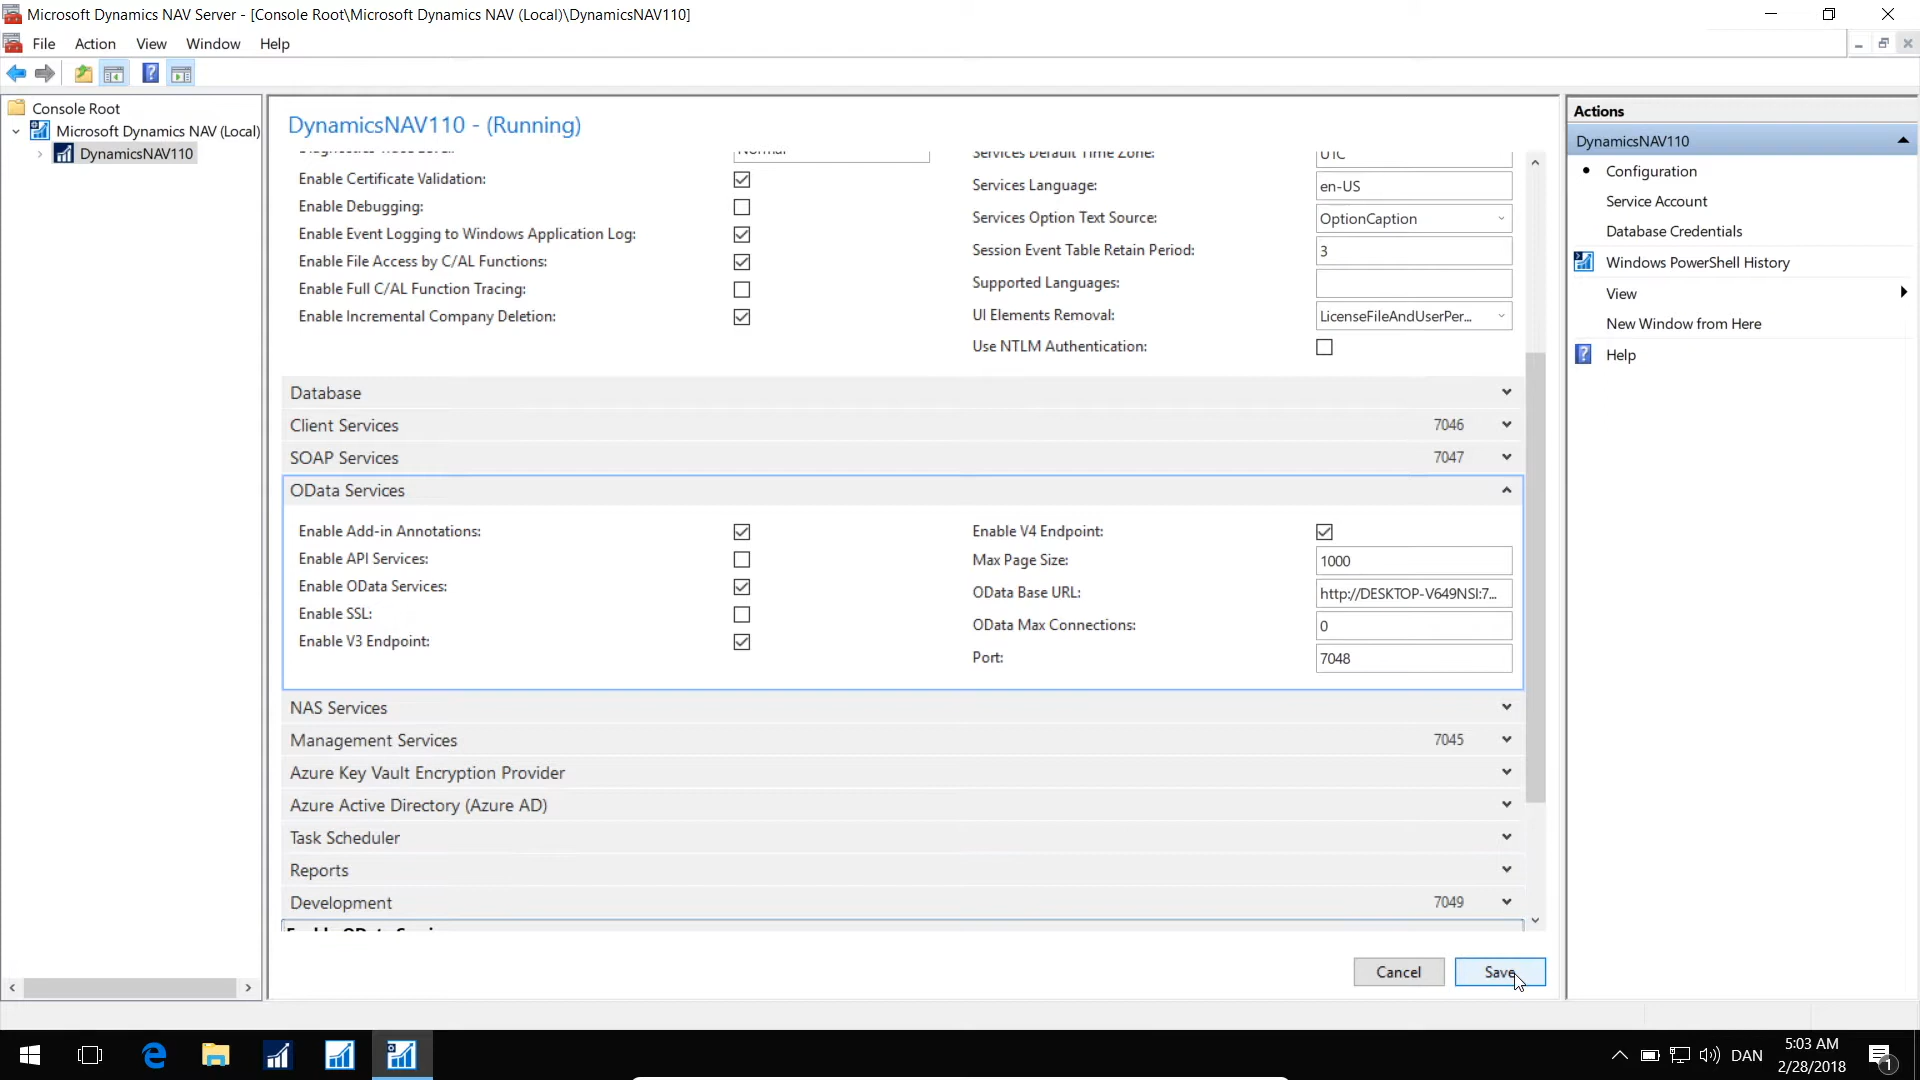 Microsoft Dynamics NAV Server - [Console Root\Microsoft Dynamics NAV (Local)\DynamicsNAV110]
File Action View Window Help
Console Root
Microsoft Dynamics NAV (Local)
DynamicsNAV110
DynamicsNAV110 - (Running)
Normal
Enable Certificate Validation:
Enable Debugging:
Enable Event Logging to Windows Application Log:
Enable File Access by C/AL Functions:
Enable Full C/AL Function Tracing:
Enable Incremental Company Deletion:
Services Default Time Zone: UTC
Services Language: en-US
Services Option Text Source: OptionCaption
Session Event Table Retain Period: 3
Supported Languages:
UI Elements Removal: LicenseFileAndUserPer...
Use NTLM Authentication:
Database
Client Services 7046
SOAP Services 7047
OData Services
Enable Add-in Annotations:
Enable API Services:
Enable OData Services:
Enable SSL:
Enable V3 Endpoint:
Enable V4 Endpoint:
Max Page Size: 1000
OData Base URL: http://DESKTOP-V649NSI:7...
OData Max Connections: 0
Port: 7048
NAS Services
Management Services 7045
Azure Key Vault Encryption Provider
Azure Active Directory (Azure AD)
Task Scheduler
Reports
Development 7049
Cancel Save
Actions
DynamicsNAV110
Configuration
Service Account
Database Credentials
Windows PowerShell History
View
New Window from Here
Help
DAN
5:03 AM
2/28/2018
1